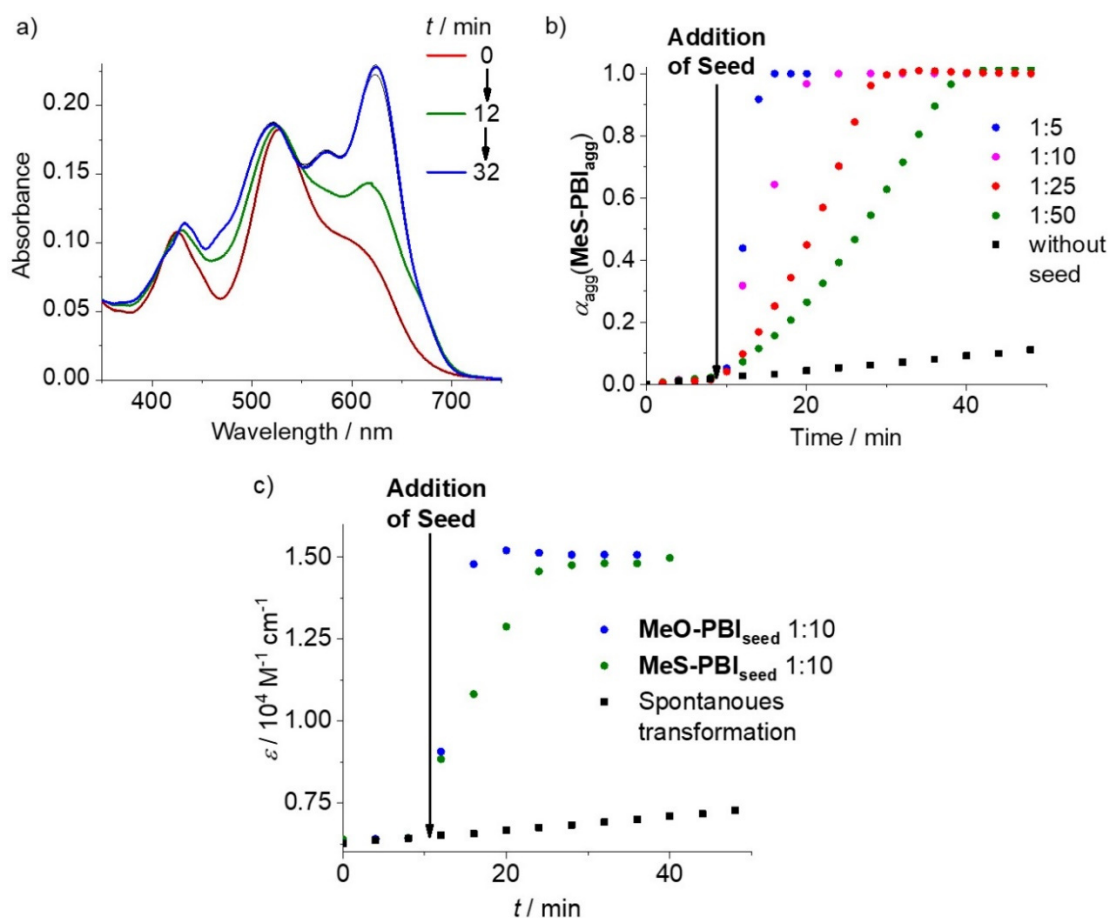 a)
t / min
0
12
32
0.20
0.15
0.10
0.05
0.00
Absorbance
400 500 600 700
Wavelength / nm
b)
Addition
of Seed
1.0
0.8
0.6
0.4
0.2
0.0
αagg(MeS-PBIagg)
1:5
1:10
1:25
1:50
without
seed
0 20 40
Time / min
c)
Addition
of Seed
1.50
1.25
1.00
0.75
ε / 10⁴ M⁻¹ cm⁻¹
MeO-PBIseed 1:10
MeS-PBIseed 1:10
Spontanoues
transformation
0 20 40
t / min